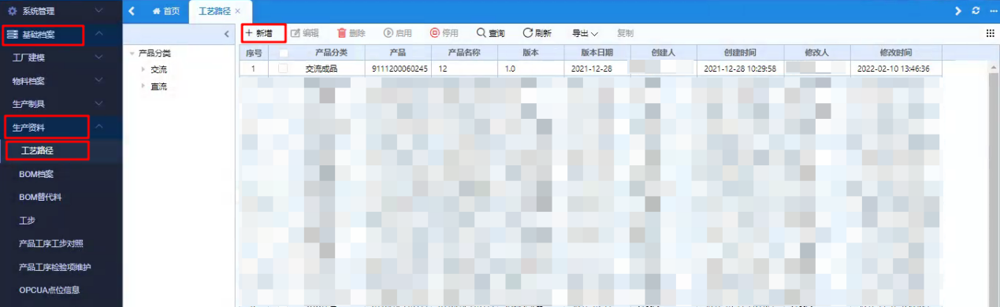 系统管理
首页
工艺路径 ×
基础档案
新增 编辑 删除 启用 停用 查询 刷新 导出 复制
工厂建模
物料档案
生产制具
生产资料
工艺路径
BOM档案
BOM替代料
工步
产品工序工步对照
产品工序检验项维护
OPCUA点位信息
产品分类
交流
直流
序号 产品分类 产品 产品名称 版本 版本日期 创建人 创建时间 修改人 修改时间
1 交流成品 9111200060245 12 1.0 2021-12-28 2021-12-28 10:29:58 2022-02-10 13:46:36